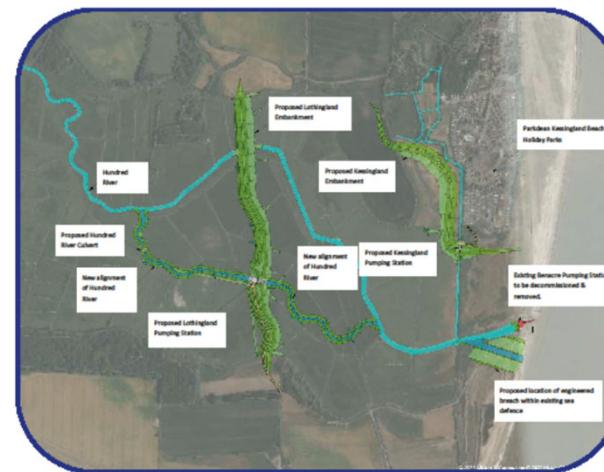 Proposed Lothingland
Embankment
Parkdean Kessingland Beach
Holiday Parks
Hundred
River
Proposed Kessingland
Embankment
Proposed Hundred
River Culvert
New alignment
of Hundred
River
New alignment
of Hundred
River
Proposed Kessingland
Pumping Station
Existing Benacre Pumping Statio
to be decommissioned &
removed.
Proposed Lothingland
Pumping Station
Proposed location of engineered
breach within existing sea
defence